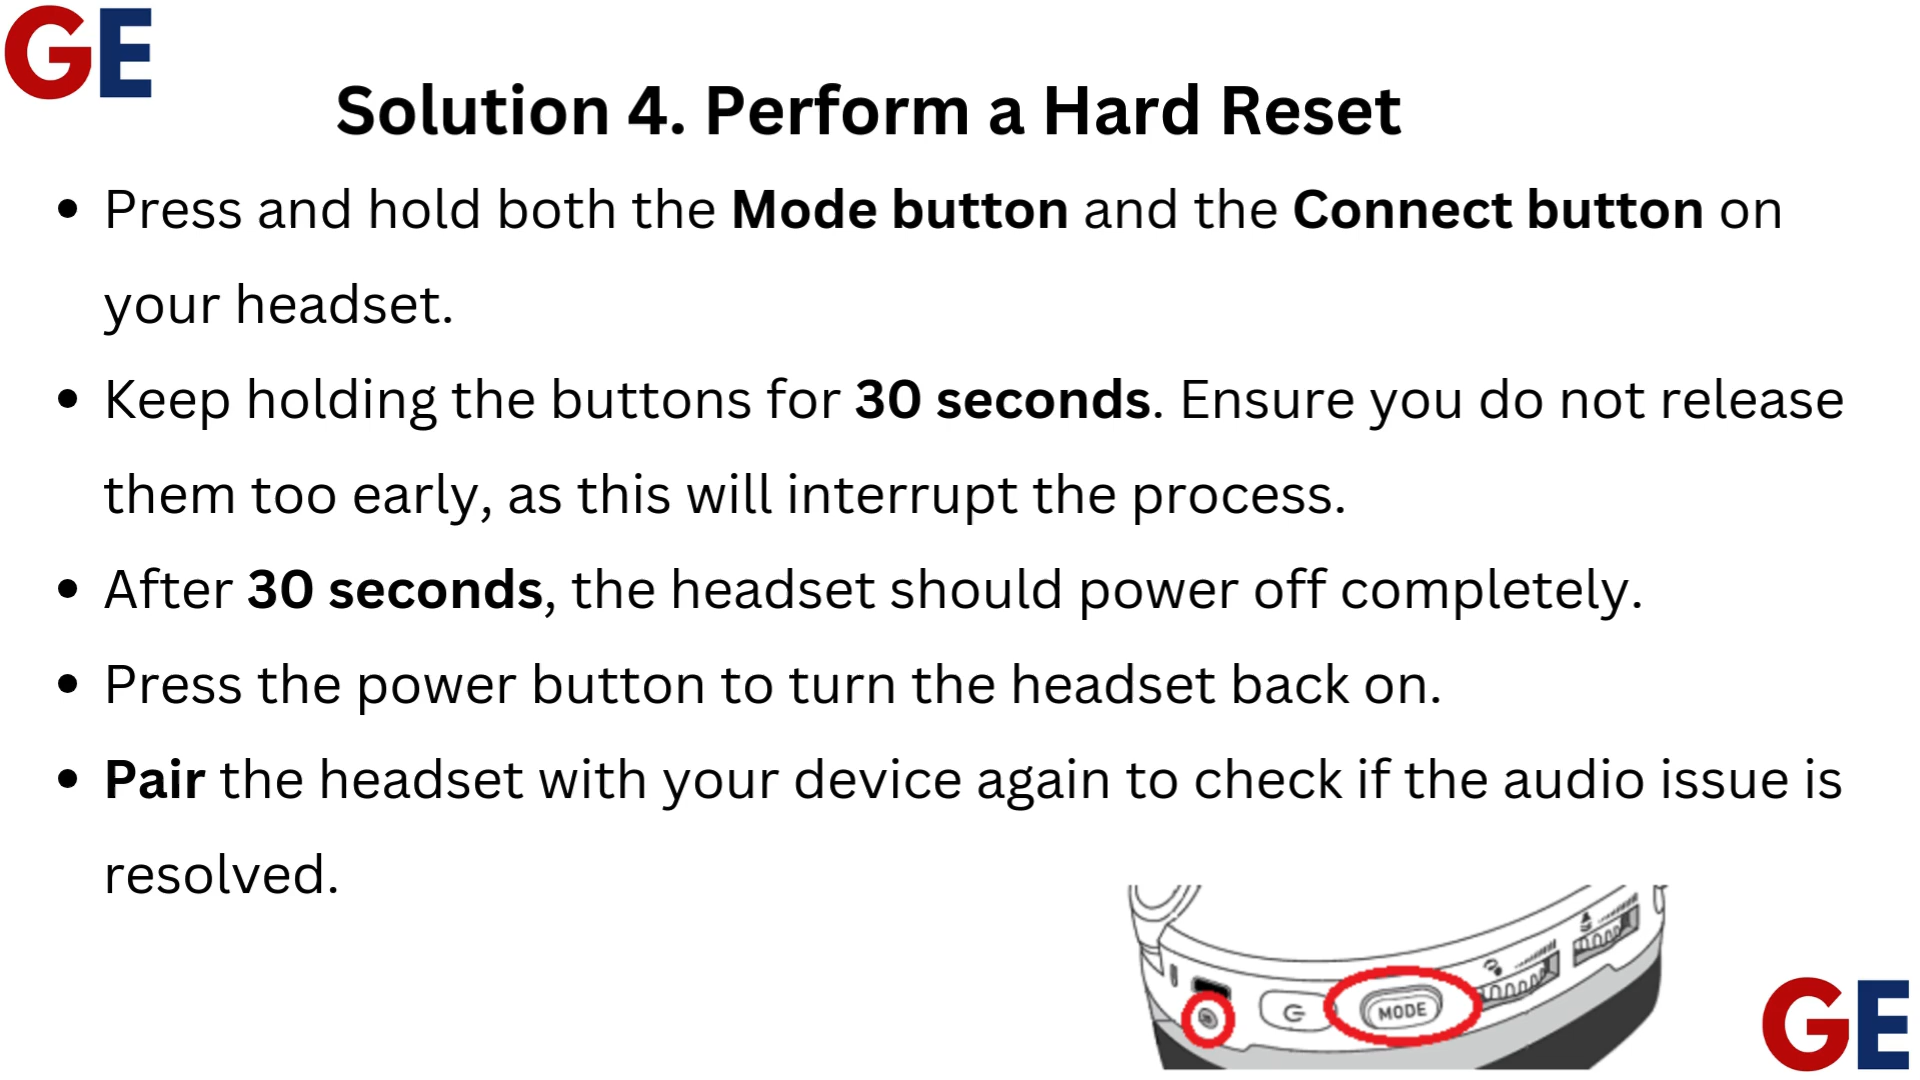 GE
Solution 4. Perform a Hard Reset
• Press and hold both the Mode button and the Connect button on
your headset.
• Keep holding the buttons for 30 seconds. Ensure you do not release
them too early, as this will interrupt the process.
• After 30 seconds, the headset should power off completely.
• Press the power button to turn the headset back on.
• Pair the headset with your device again to check if the audio issue is
resolved.
MODE
GE